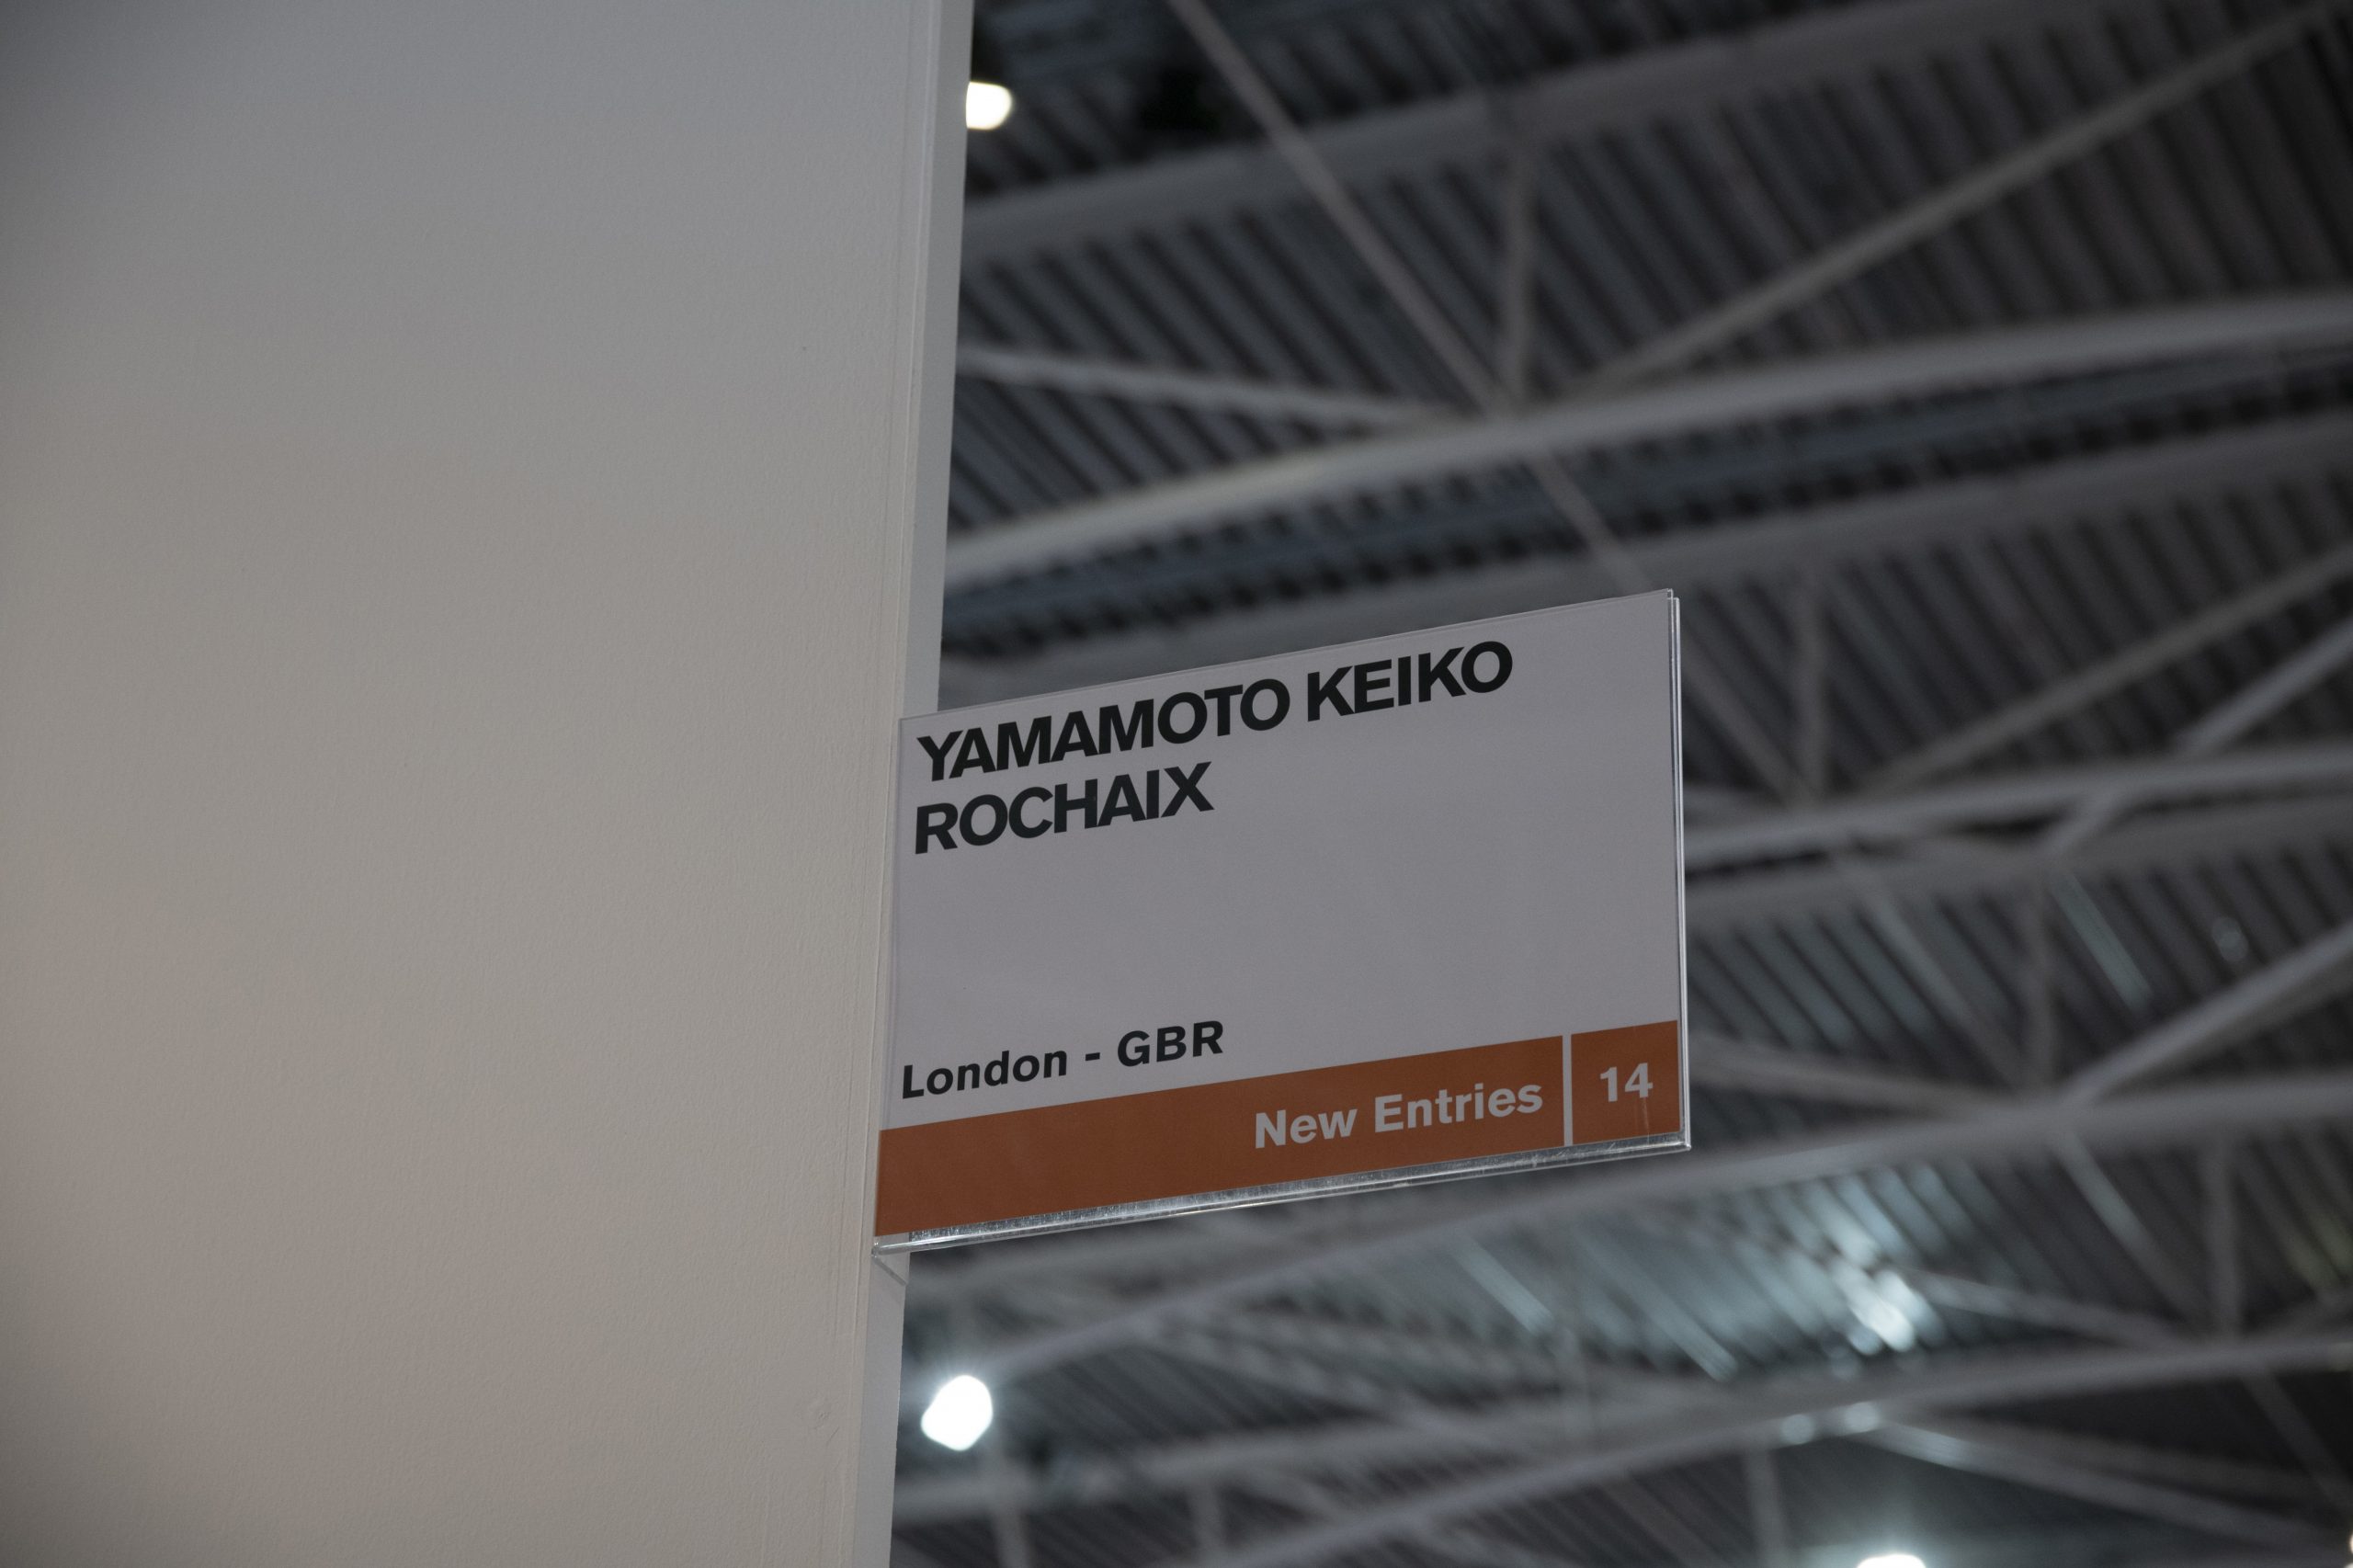 YAMAMOTO KEIKO
ROCHAIX
London - GBR
New Entries 14